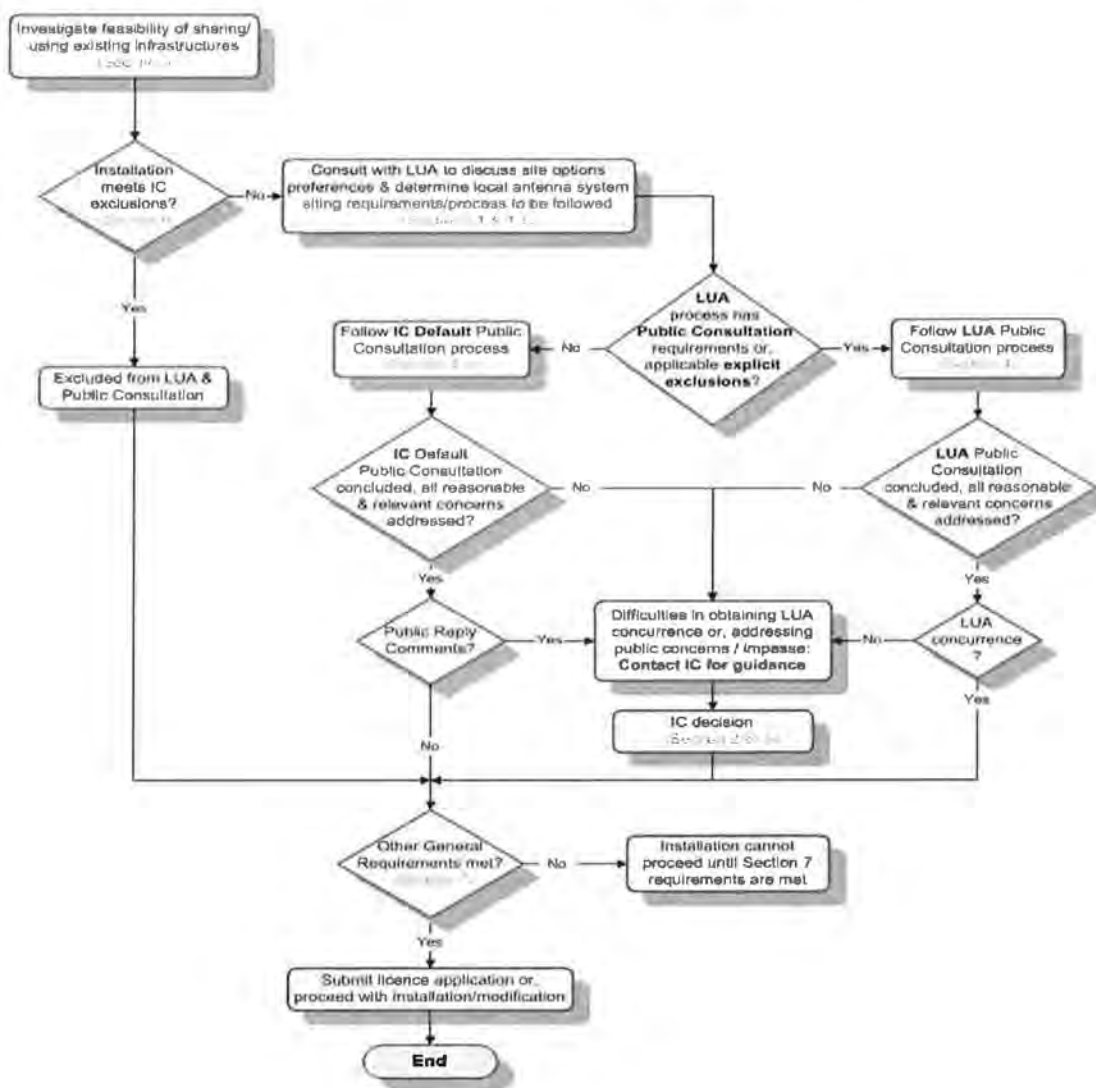 Investigate feasibility of sharing/
using existing infrastructures
Installation
meets IC
exclusions?
No
Consult with LUA to discuss site options
preferences & determine local antenna system
siting requirements/process to be followed
Yes
LUA
process has
Public Consultation
requirements or,
applicable explicit
exclusions?
Follow IC Default Public
Consultation process
No
Yes
Follow LUA Public
Consultation process
Excluded from LUA &
Public Consultation
IC Default
Public Consultation
concluded, all reasonable
& relevant concerns
addressed?
No
No
LUA Public
Consultation
concluded, all reasonable
& relevant concerns
addressed?
Yes
Yes
Public Reply
Comments?
Yes
Difficulties in obtaining LUA
concurrence or, addressing
public concerns / impasse:
Contact IC for guidance
No
LUA
concurrence
?
Yes
IC decision
No
Other General
Requirements met?
No
Installation cannot
proceed until Section 7
requirements are met
Yes
Submit licence application or,
proceed with installation/modification
End